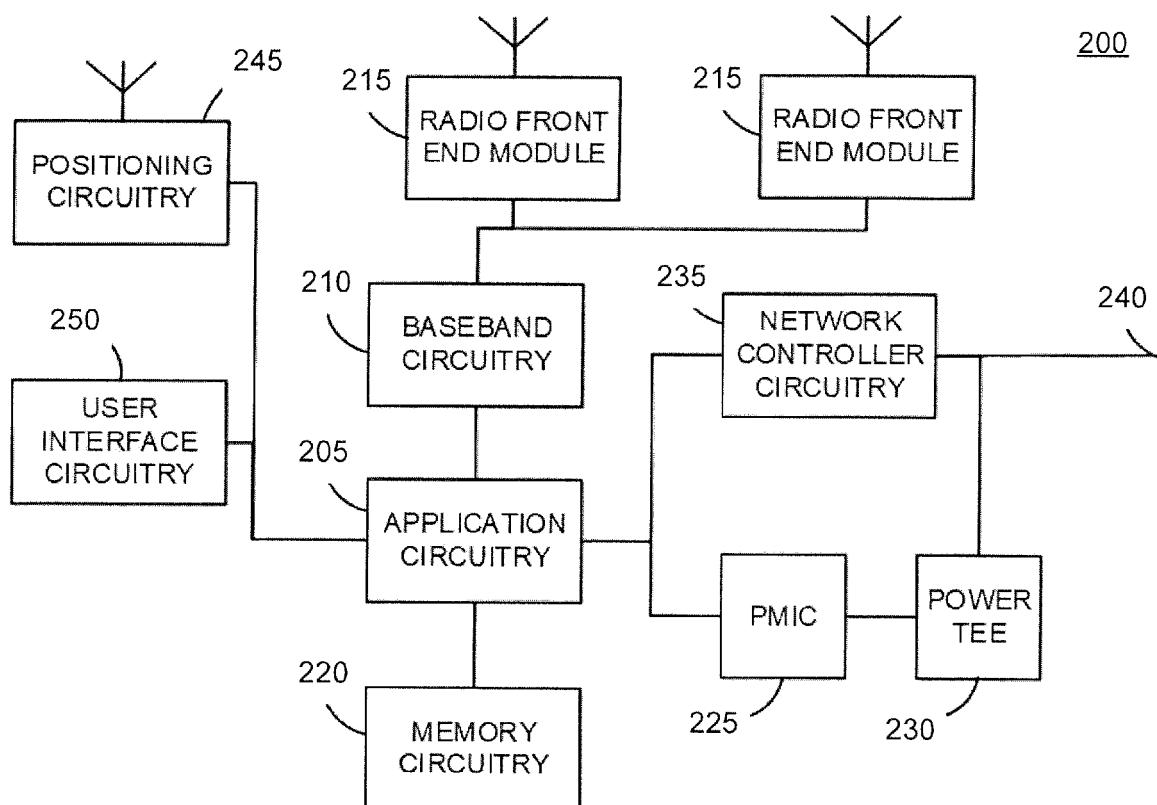 200
245
POSITIONING
CIRCUITRY
215
RADIO FRONT
END MODULE
215
RADIO FRONT
END MODULE
250
USER
INTERFACE
CIRCUITRY
210
BASEBAND
CIRCUITRY
235
NETWORK
CONTROLLER
CIRCUITRY
240
205
APPLICATION
CIRCUITRY
PMIC
225
POWER
TEE
230
220
MEMORY
CIRCUITRY